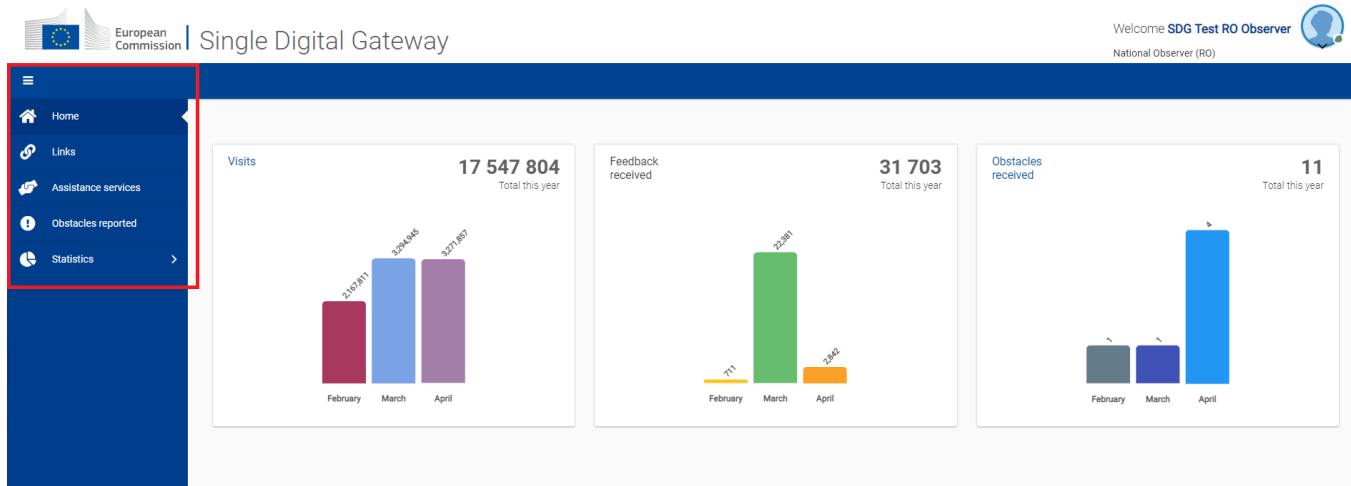 European
Commission
Single Digital Gateway
Welcome SDG Test RO Observer
National Observer (RO)
Home
Links
Assistance services
Obstacles reported
Statistics
Visits
17 547 804
Total this year
2,167,811
3,294,945
3,271,857
February March April
Feedback
received
31 703
Total this year
711
22,381
2,842
February March April
Obstacles
received
11
Total this year
1
1
4
February March April